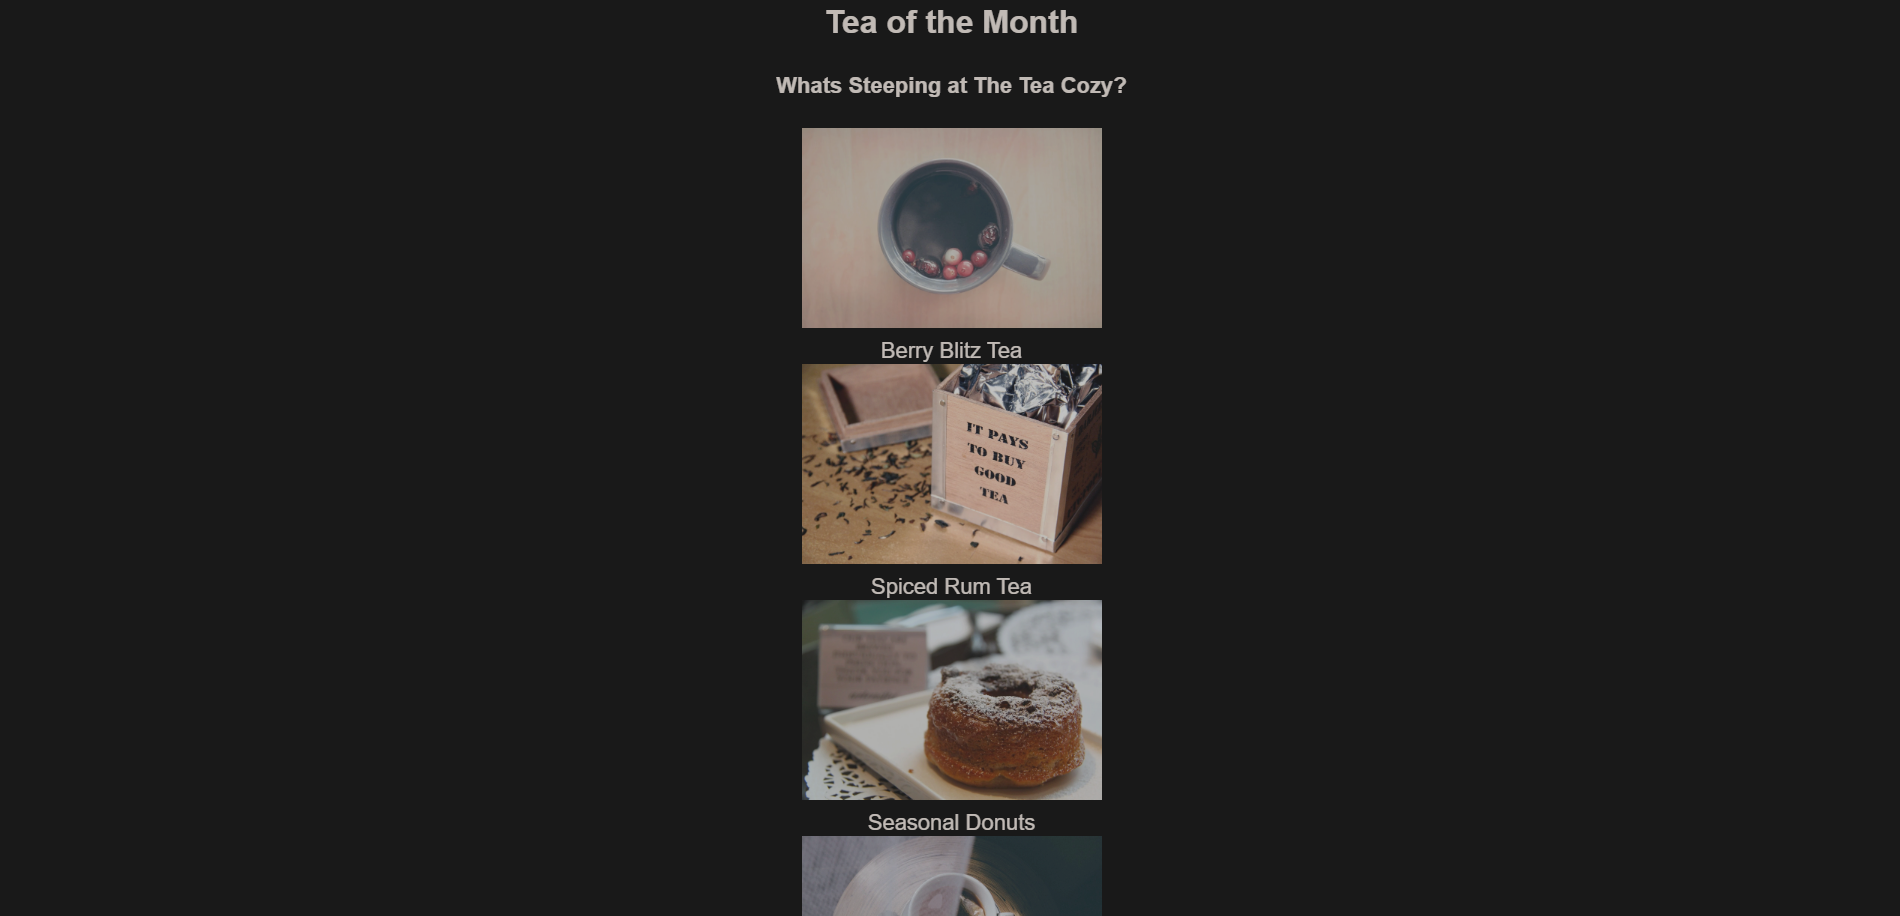 Tea of the Month
Whats Steeping at The Tea Cozy?
Berry Blitz Tea
IT PAYS
TO BUY
GOOD
TEA
Spiced Rum Tea
Seasonal Donuts